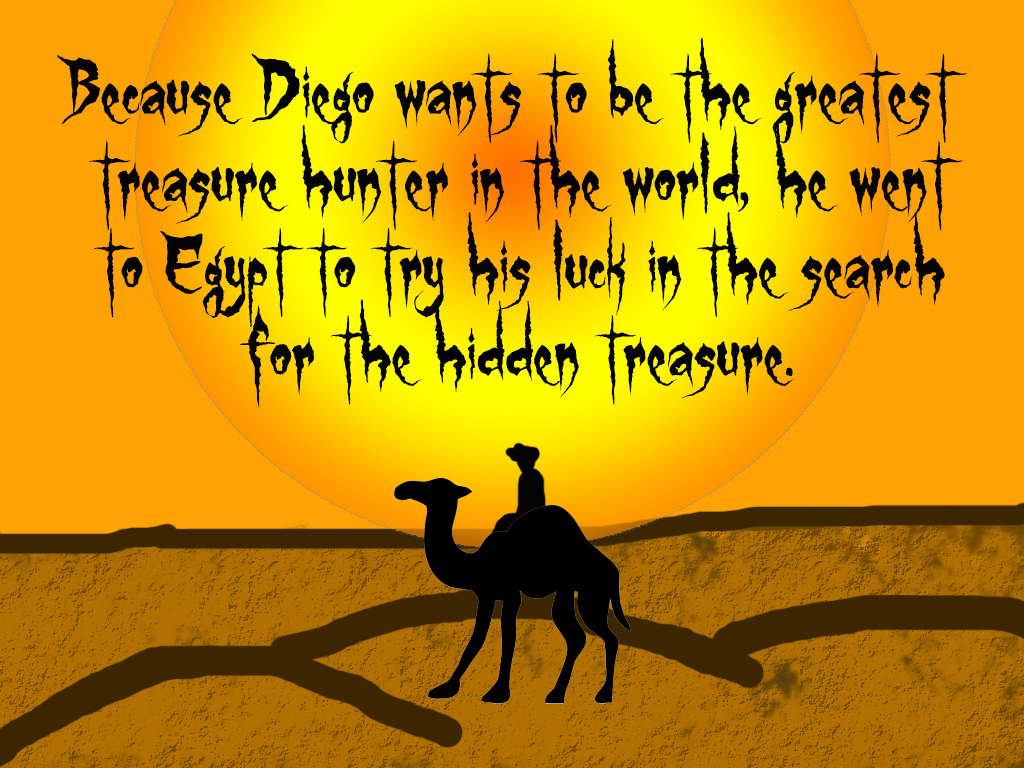 Because Diego wants to be the greatest
treasure hunter in the world, he went
to Egypt to try his luck in the search
for the hidden treasure.